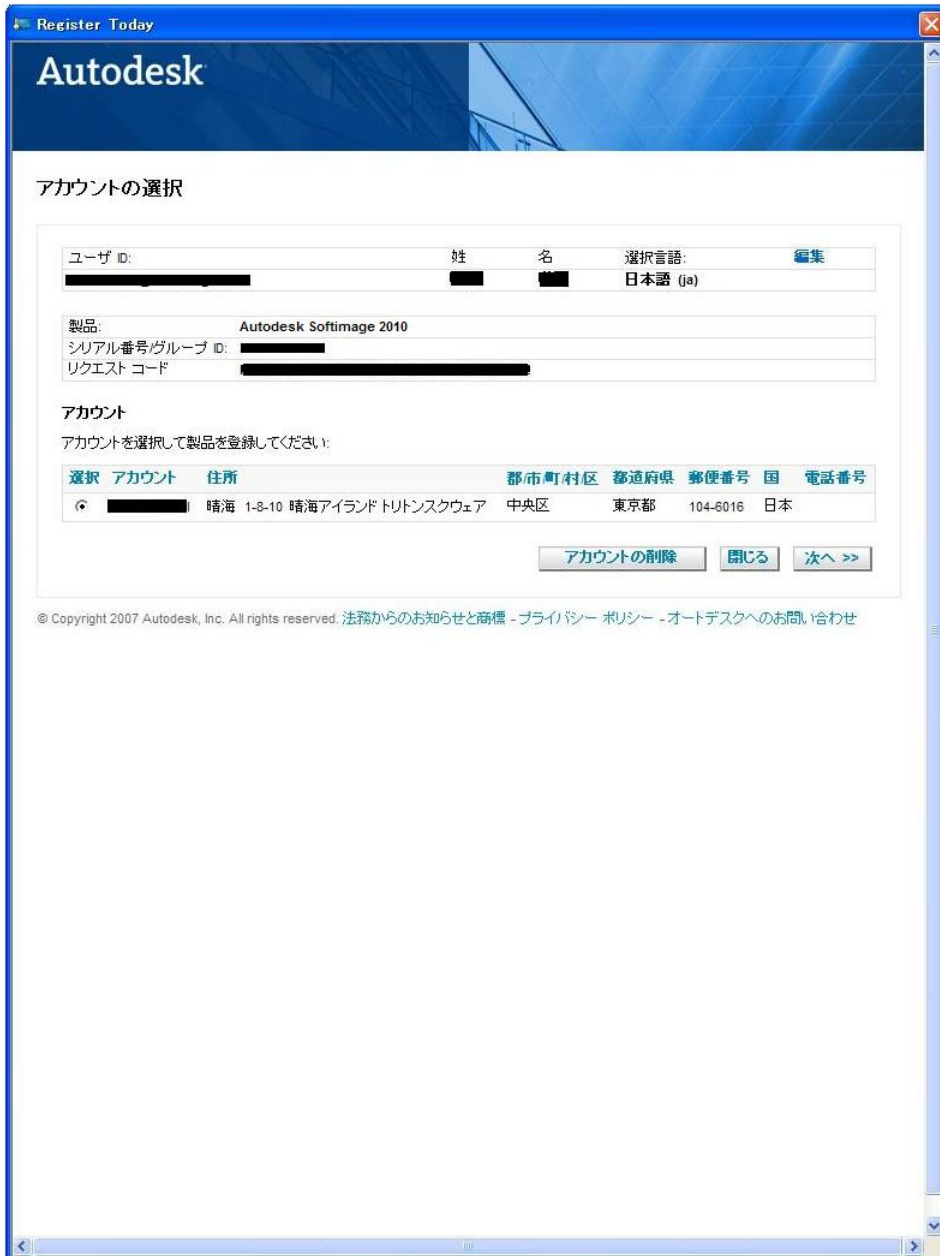 Register Today
Autodesk
アカウントの選択
ユーザ ID: 姓 名 選択言語: 編集
日本語 (ja)
製品: Autodesk Softimage 2010
シリアル番号/グループ ID:
リクエスト コード
アカウント
アカウントを選択して製品を登録してください:
選択 アカウント 住所 郡/市/町/村/区 都道府県 郵便番号 国 電話番号
晴海 1-8-10 晴海アイランド トリトンスクウェア 中央区 東京都 104-6016 日本
アカウントの削除 閉じる 次へ >>
© Copyright 2007 Autodesk, Inc. All rights reserved. 法務からのお知らせと商標 - プライバシー ポリシー - オートデスクへのお問い合わせ